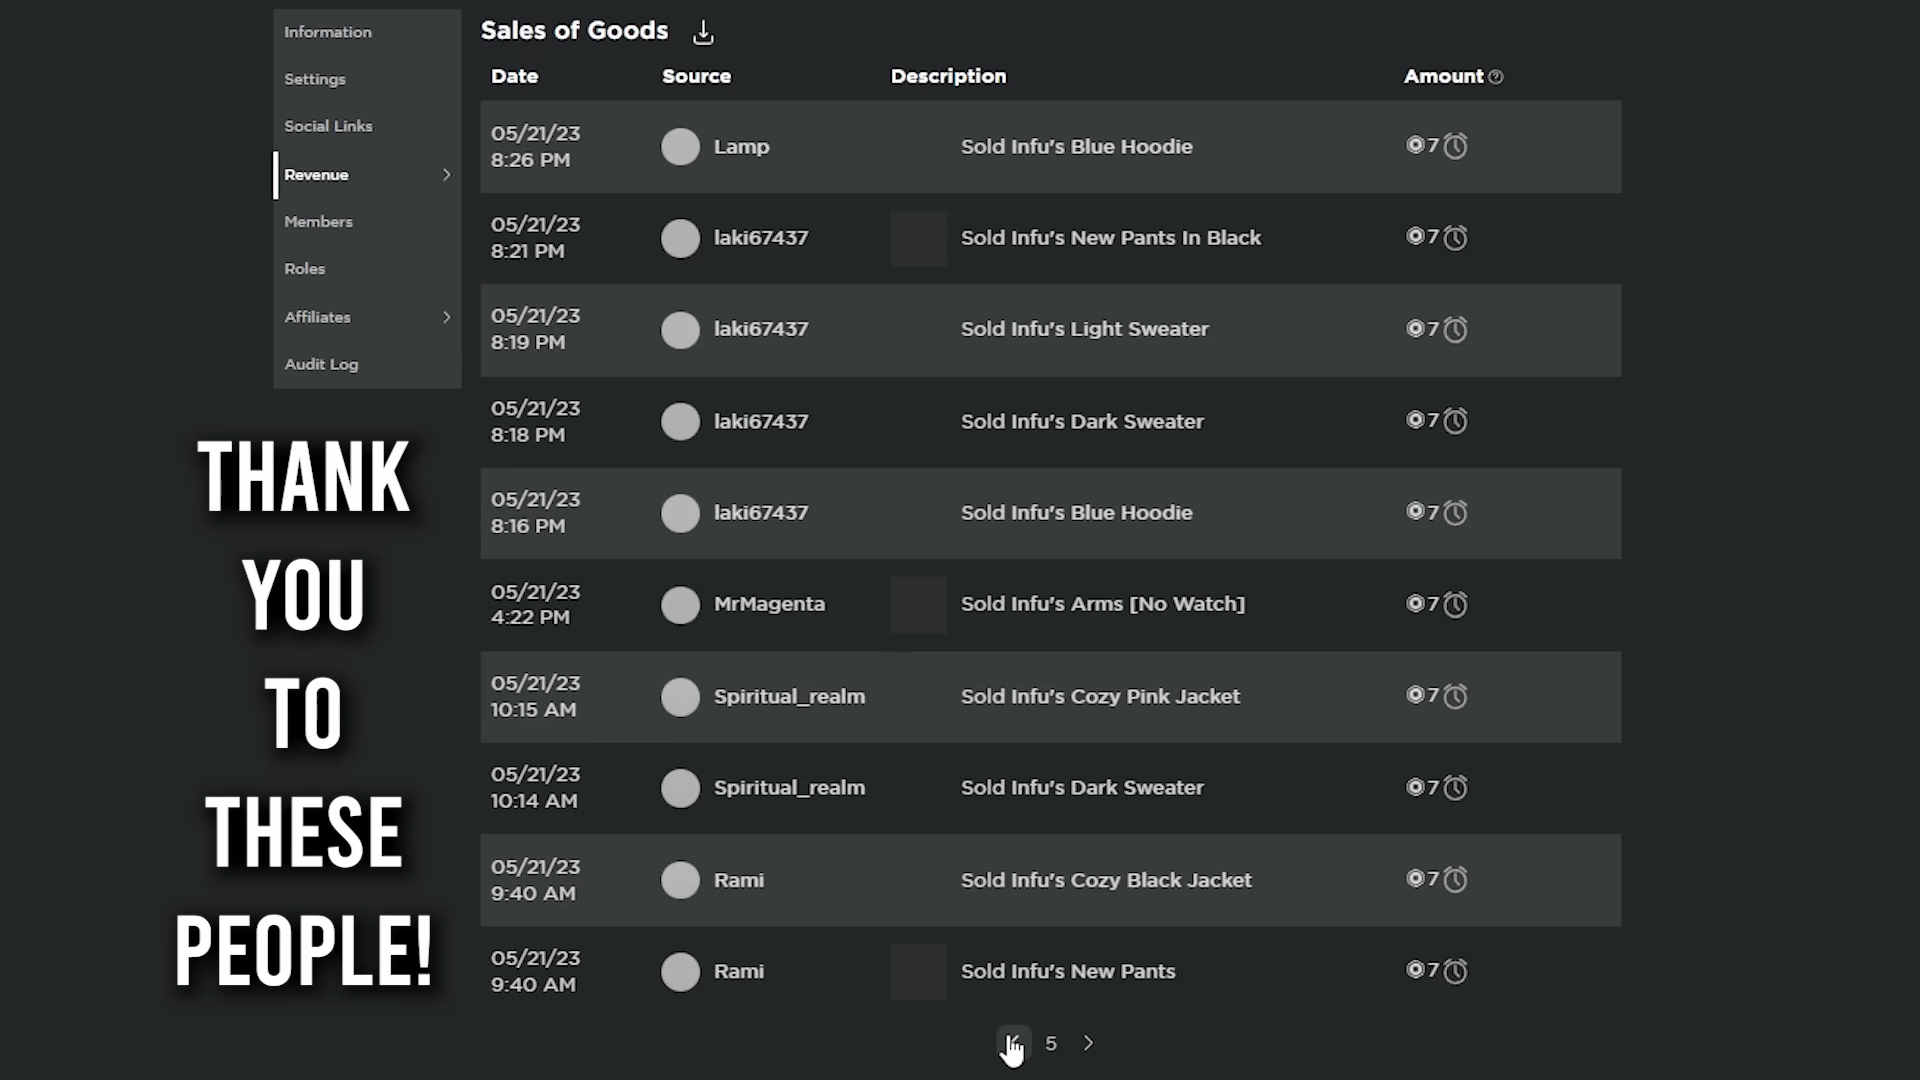 Information
Settings
Social Links
Revenue
Members
Roles
Affiliates
Audit Log
THANK
YOU
TO
THESE
PEOPLE!
Sales of Goods
Date Source Description Amount
05/21/23
8:26 PM
Lamp Sold Infu's Blue Hoodie 7
05/21/23
8:21 PM
laki67437 Sold Infu's New Pants In Black 7
05/21/23
8:19 PM
laki67437 Sold Infu's Light Sweater 7
05/21/23
8:18 PM
laki67437 Sold Infu's Dark Sweater 7
05/21/23
8:16 PM
laki67437 Sold Infu's Blue Hoodie 7
05/21/23
4:22 PM
MrMagenta Sold Infu's Arms [No Watch] 7
05/21/23
10:15 AM
Spiritual_realm Sold Infu's Cozy Pink Jacket 7
05/21/23
10:14 AM
Spiritual_realm Sold Infu's Dark Sweater 7
05/21/23
9:40 AM
Rami Sold Infu's Cozy Black Jacket 7
05/21/23
9:40 AM
Rami Sold Infu's New Pants 7
5